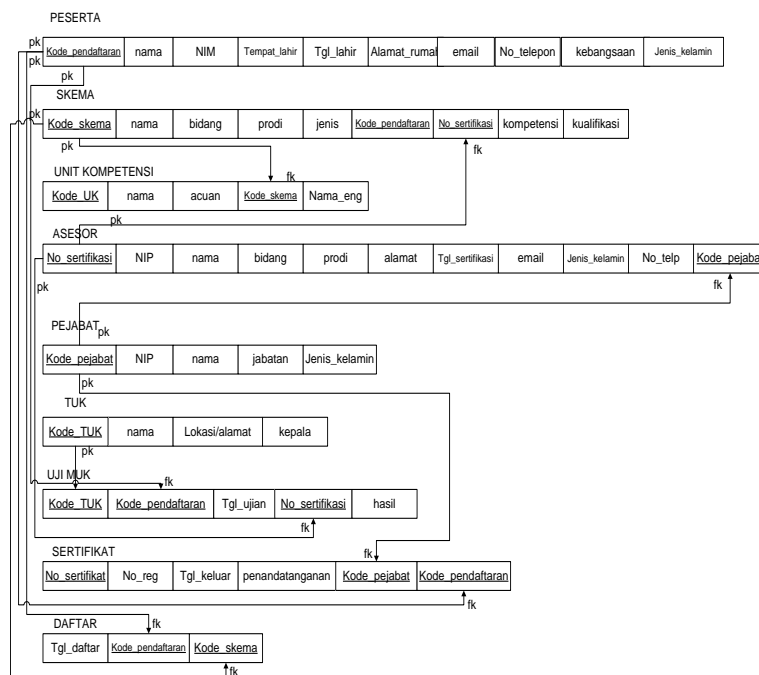 PESERTA
pk
pk
Kode_pendaftaran nama NIM Tempat_lahir Tgl_lahir Alamat_rumah email No_telepon kebangsaan Jenis_kelamin
pk
SKEMA
pk
Kode_skema nama bidang prodi jenis Kode_pendaftaran No_sertifikasi kompetensi kualifikasi
pk
fk
fk
UNIT KOMPETENSI
Kode_UK nama acuan Kode_skema Nama_eng
pk
ASESOR
No_sertifikasi NIP nama bidang prodi alamat Tgl_sertifikasi email Jenis_kelamin No_telp Kode_pejabat
pk
fk
PEJABAT
pk
Kode_pejabat NIP nama jabatan Jenis_kelamin
pk
TUK
Kode_TUK nama Lokasi/alamat kepala
pk
UJI MUK
fk
Kode_TUK Kode_pendaftaran Tgl_ujian No_sertifikasi hasil
fk
SERTIFIKAT
fk
No_sertifikat No_reg Tgl_keluar penandatanganan Kode_pejabat Kode_pendaftaran
fk
DAFTAR
fk
Tgl_daftar Kode_pendaftaran Kode_skema
fk